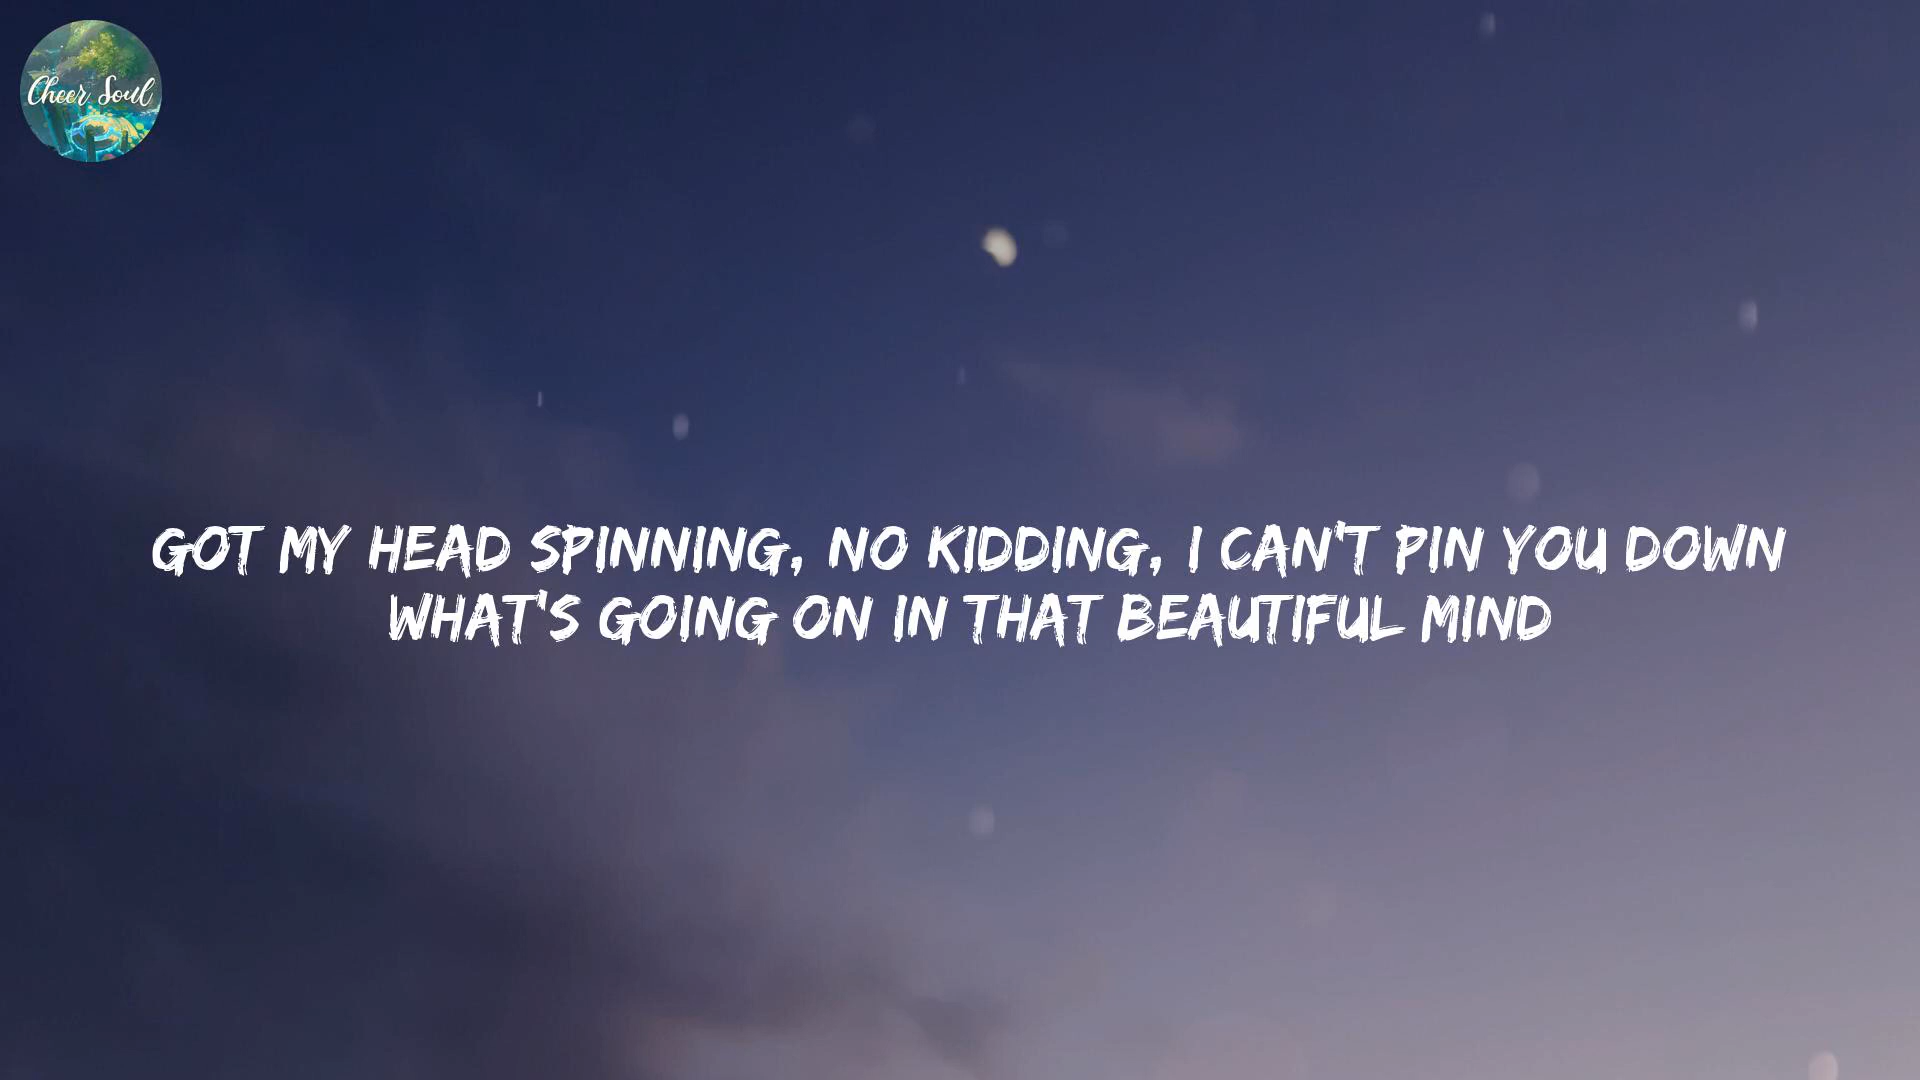 Cheer Soul
GOT MY HEAD SPINNING, NO KIDDING, I CAN'T PIN YOU DOWN
WHAT'S GOING ON IN THAT BEAUTIFUL MIND